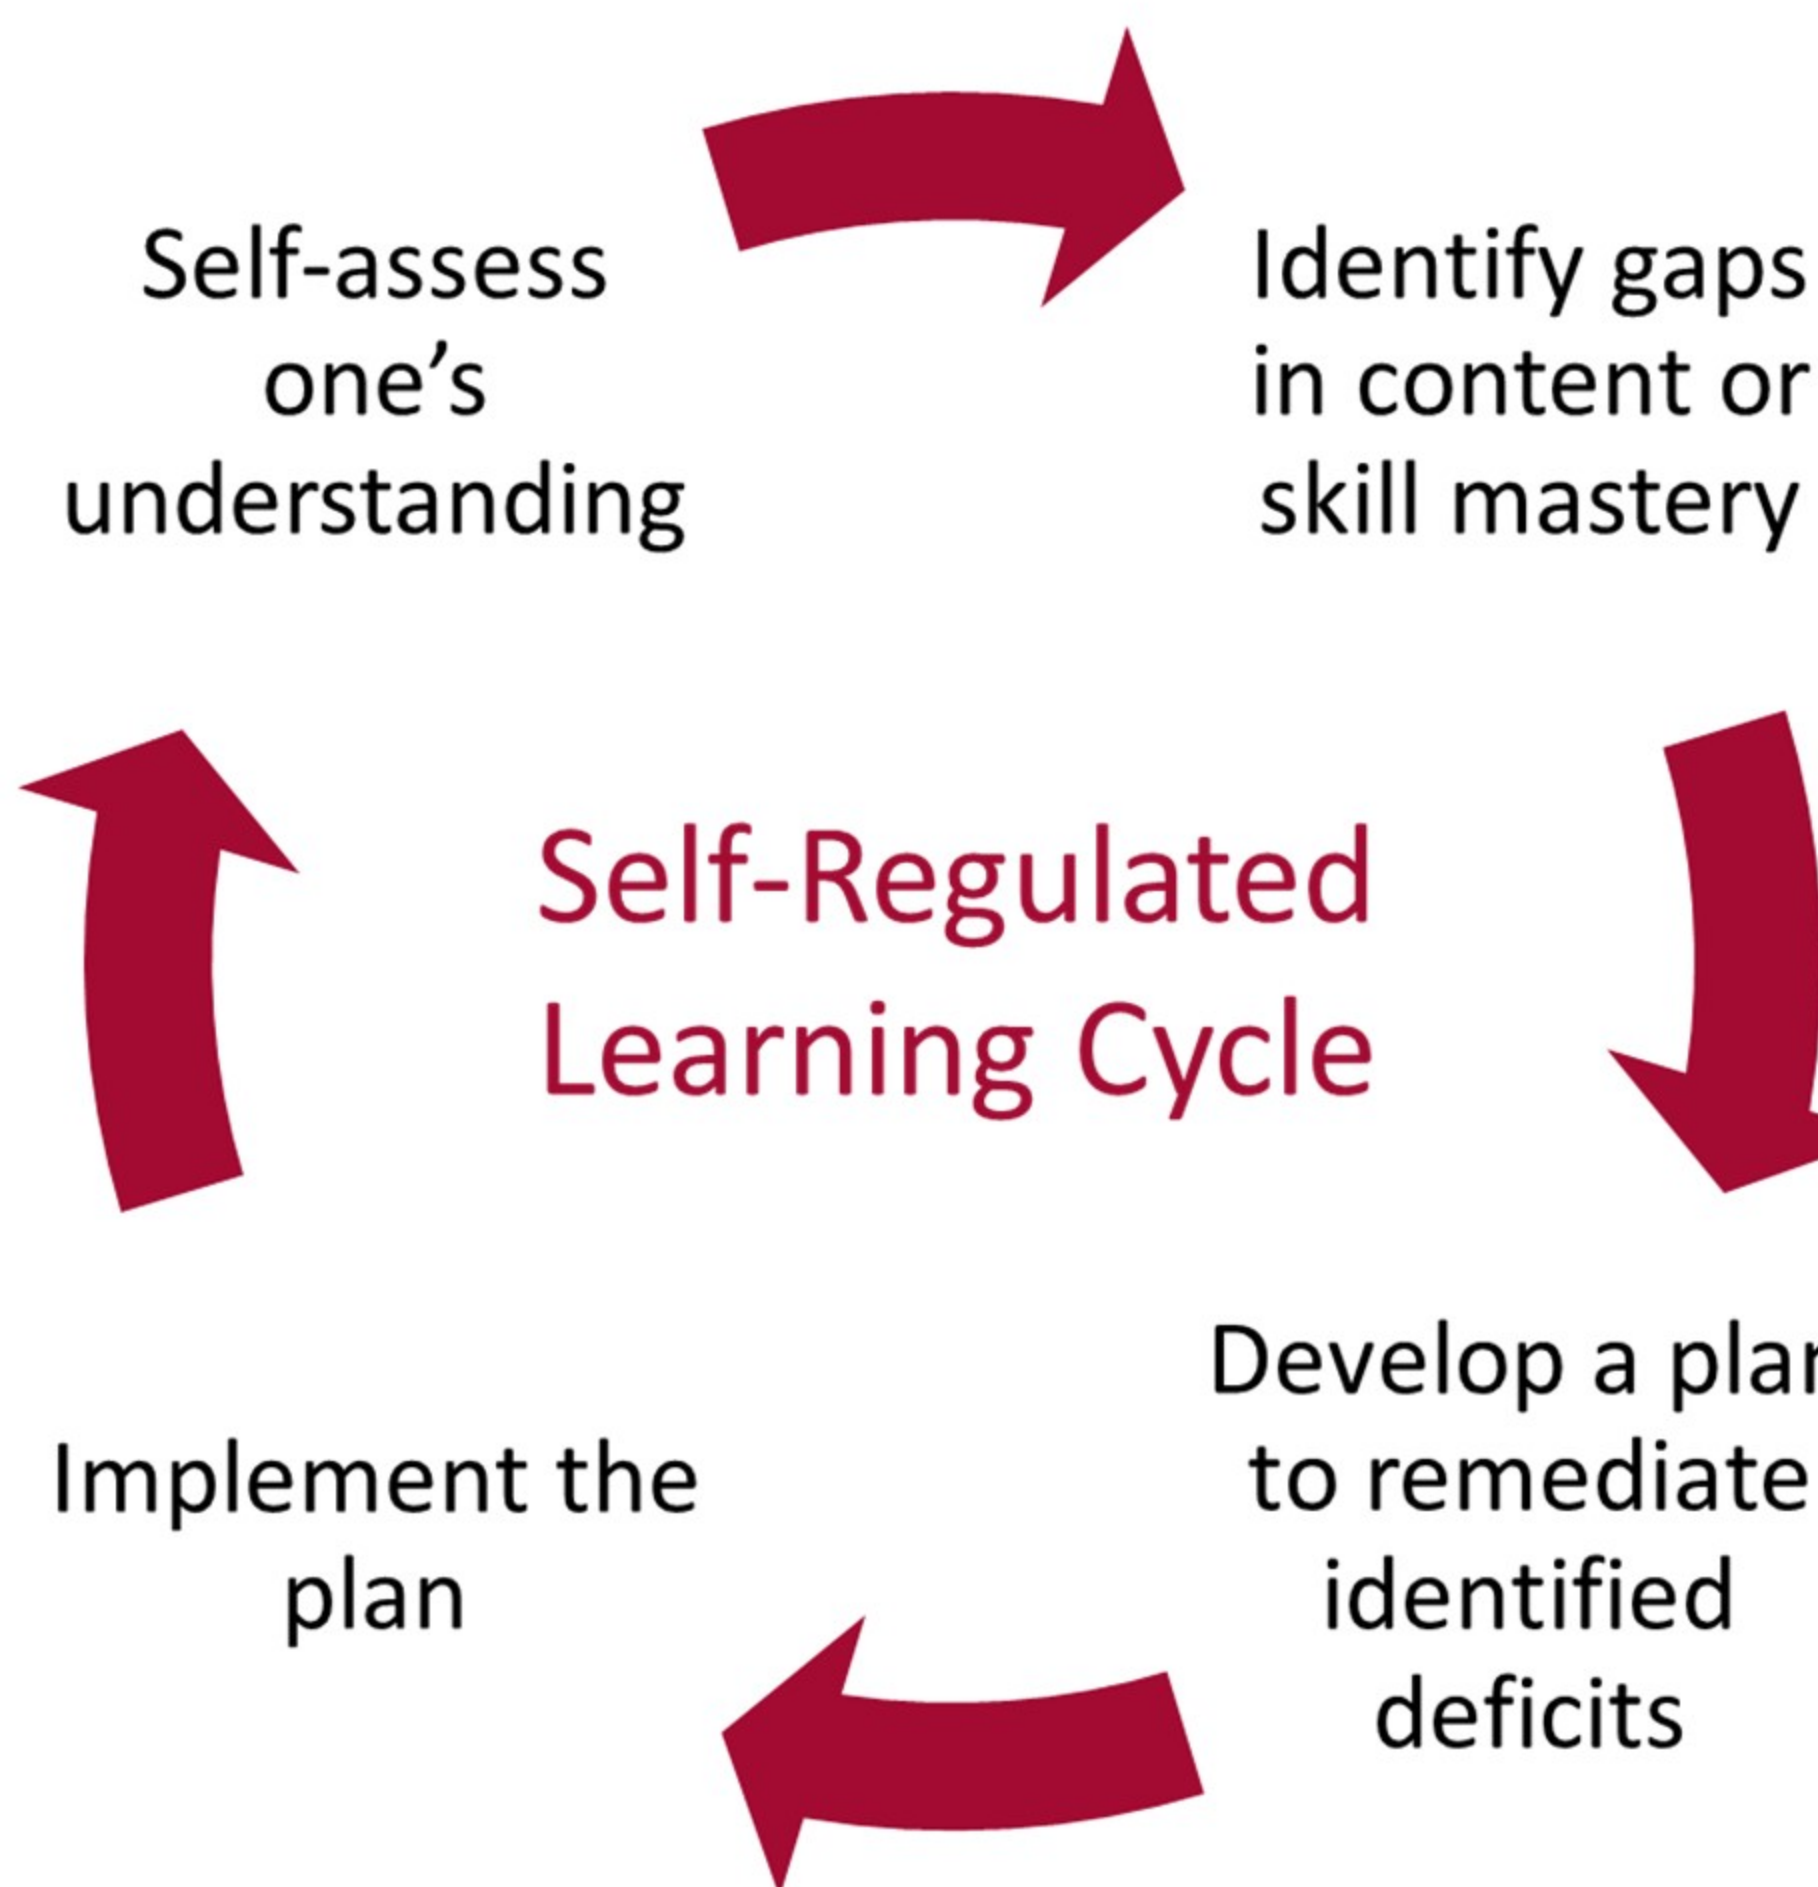 Self-assess
one’s
understanding
Identify gaps
in content or
skill mastery
Self-Regulated
Learning Cycle
Develop a plan
to remediate
identified
deficits
Implement the
plan